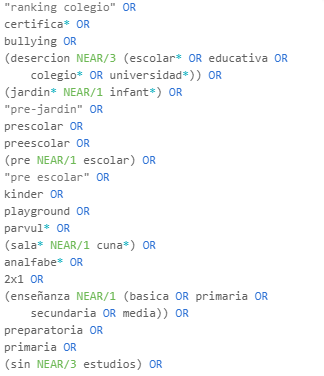 "ranking colegio" OR
certifica* OR
bullying OR
(desercion NEAR/3 (escolar* OR educativa OR
colegio* OR universidad*)) OR
(jardin* NEAR/1 infant*) OR
"pre-jardin" OR
prescolar OR
preescolar OR
(pre NEAR/1 escolar) OR
"pre escolar" OR
kinder OR
playground OR
parvul* OR
(sala* NEAR/1 cuna*) OR
analfabe* OR
2x1 OR
(enseñanza NEAR/1 (basica OR primaria OR
secundaria OR media)) OR
preparatoria OR
primaria OR
(sin NEAR/3 estudios) OR